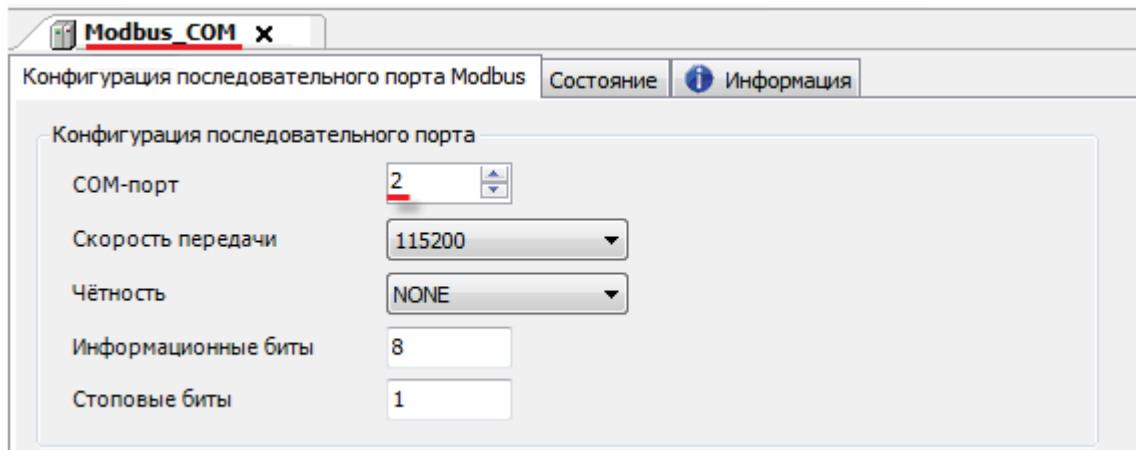 Modbus_COM x
Конфигурация последовательного порта Modbus Состояние Информация
Конфигурация последовательного порта
COM-порт 2
Скорость передачи 115200
Чётность NONE
Информационные биты 8
Стоповые биты 1